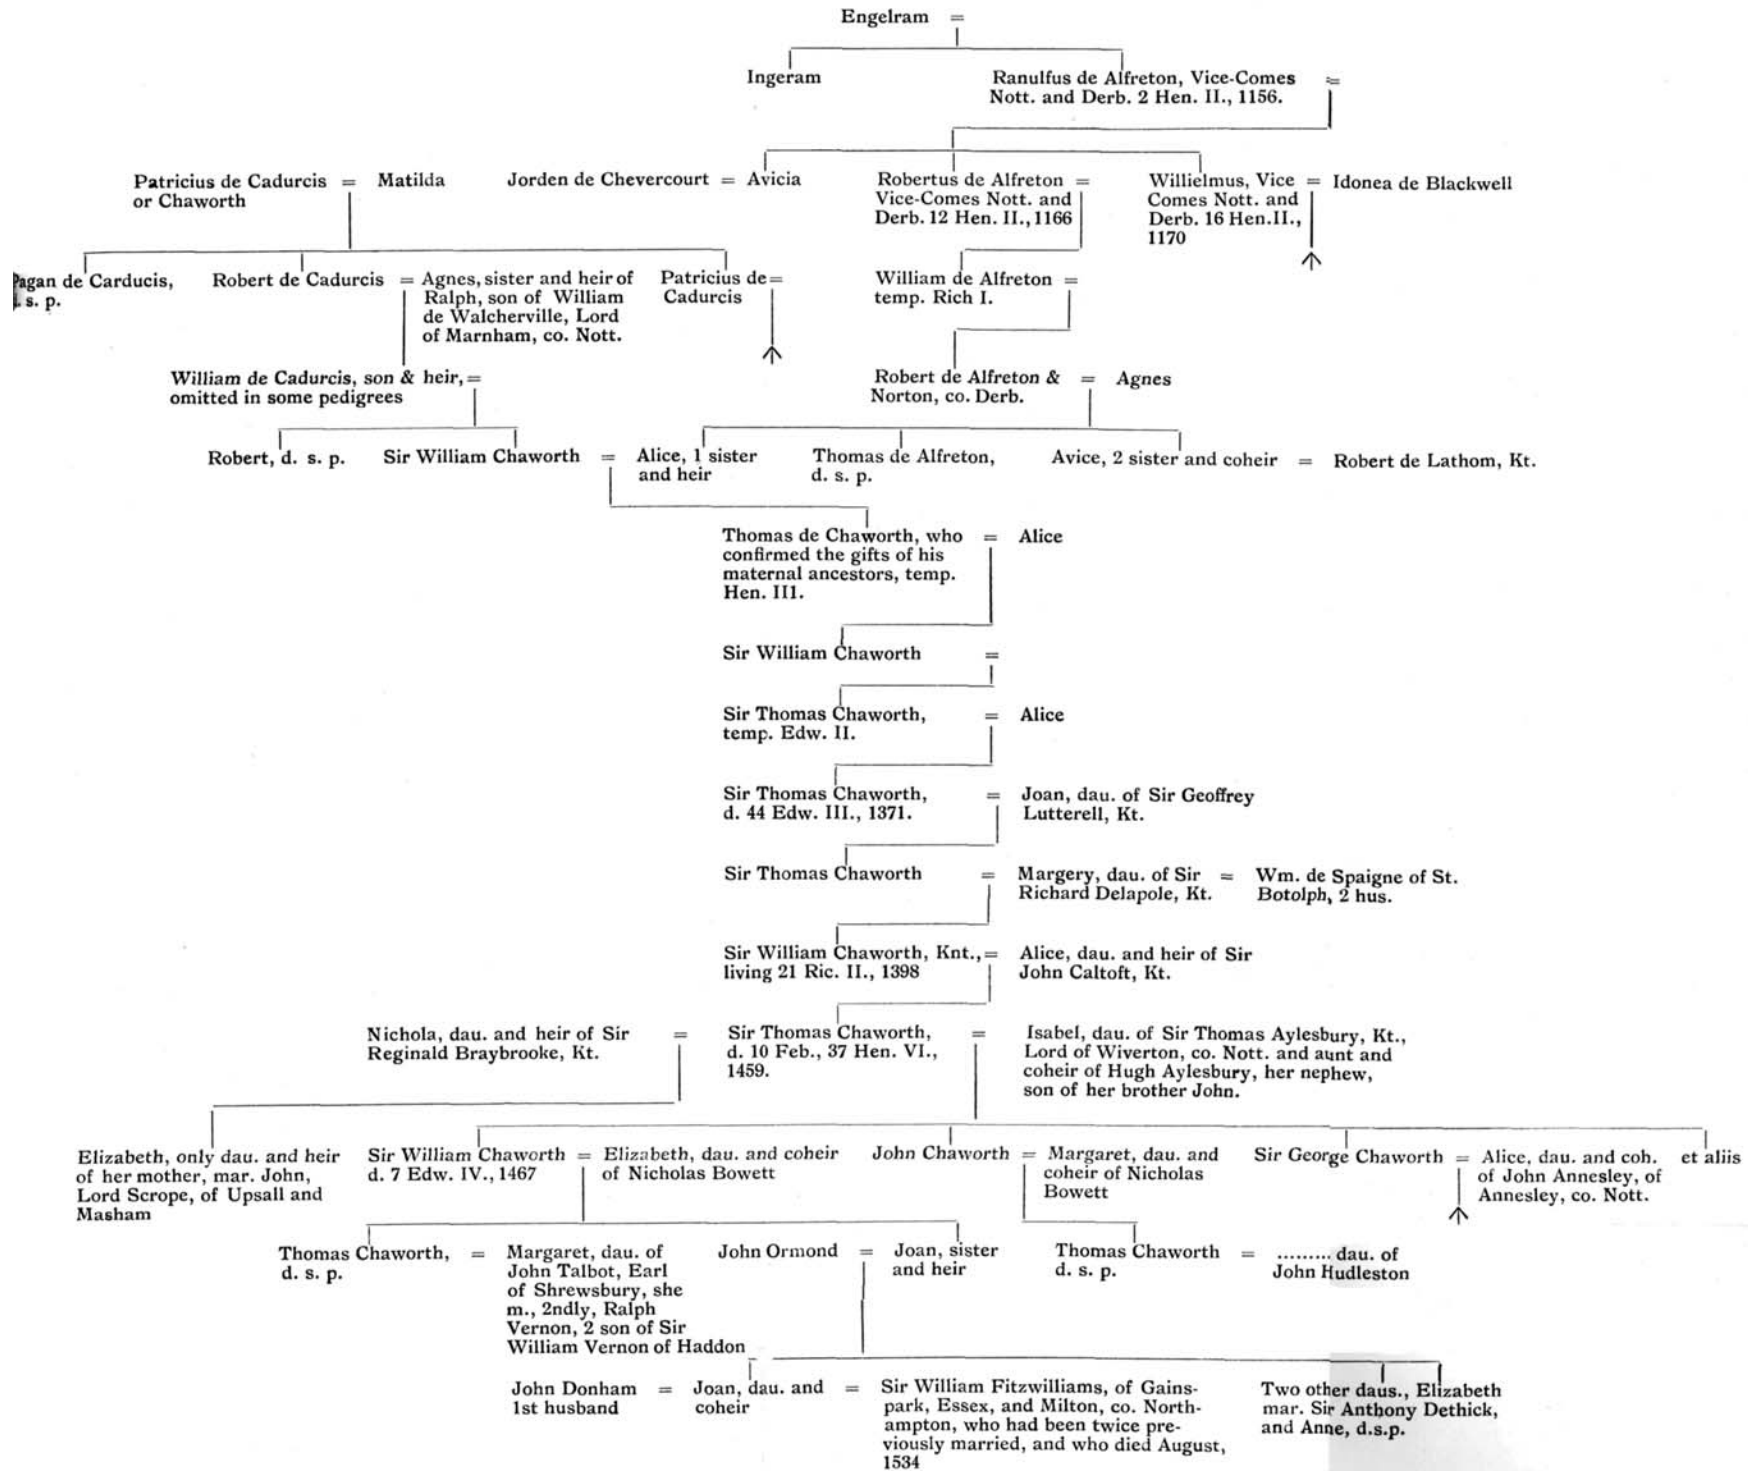 Engelram =
Ingeram
Ranulfus de Alfreton, Vice-Comes =
Nott. and Derb. 2 Hen. II., 1156.
Patricius de Cadurcis = Matilda
or Chaworth
Jorden de Chevercourt = Avicia
Robertus de Alfreton =
Vice-Comes Nott. and
Derb. 12 Hen. II., 1166
Willielmus, Vice = Idonea de Blackwell
Comes Nott. and
Derb. 16 Hen.II.,
1170
Pagan de Carducis,
d. s. p.
Robert de Cadurcis = Agnes, sister and heir of
Ralph, son of William
de Walcherville, Lord
of Marnham, co. Nott.
Patricius de =
Cadurcis
William de Alfreton =
temp. Rich I.
William de Cadurcis, son & heir, =
omitted in some pedigrees
Robert de Alfreton & = Agnes
Norton, co. Derb.
Robert, d. s. p.
Sir William Chaworth = Alice, 1 sister
and heir
Thomas de Alfreton,
d. s. p.
Avice, 2 sister and coheir = Robert de Lathom, Kt.
Thomas de Chaworth, who = Alice
confirmed the gifts of his
maternal ancestors, temp.
Hen. III.
Sir William Chaworth =
Sir Thomas Chaworth, = Alice
temp. Edw. II.
Sir Thomas Chaworth, = Joan, dau. of Sir Geoffrey
d. 44 Edw. III., 1371. Lutterell, Kt.
Sir Thomas Chaworth = Margery, dau. of Sir = Wm. de Spaigne of St.
Richard Delapole, Kt. Botolph, 2 hus.
Sir William Chaworth, Knt., = Alice, dau. and heir of Sir
living 21 Ric. II., 1398 John Caltoft, Kt.
Nichola, dau. and heir of Sir =
Reginald Braybrooke, Kt.
Sir Thomas Chaworth, =
d. 10 Feb., 37 Hen. VI.,
1459.
Isabel, dau. of Sir Thomas Aylesbury, Kt.,
Lord of Wiverton, co. Nott. and aunt and
coheir of Hugh Aylesbury, her nephew,
son of her brother John.
Elizabeth, only dau. and heir
of her mother, mar. John,
Lord Scrope, of Upsall and
Masham
Sir William Chaworth = Elizabeth, dau. and coheir
d. 7 Edw. IV., 1467 of Nicholas Bowett
John Chaworth = Margaret, dau. and
coheir of Nicholas
Bowett
Sir George Chaworth = Alice, dau. and coh.
of John Annesley, of
Annesley, co. Nott.
et aliis
Thomas Chaworth, =
d. s. p.
Margaret, dau. of
John Talbot, Earl
of Shrewsbury, she
m., 2ndly, Ralph
Vernon, 2 son of Sir
William Vernon of Haddon
John Ormond = Joan, sister
and heir
Thomas Chaworth = ......... dau. of
d. s. p. John Hudleston
John Donham = Joan, dau. and =
1st husband coheir
Sir William Fitzwilliams, of Gains-
park, Essex, and Milton, co. North-
ampton, who had been twice pre-
viously married, and who died August,
1534
Two other daus., Elizabeth
mar. Sir Anthony Dethick,
and Anne, d.s.p.